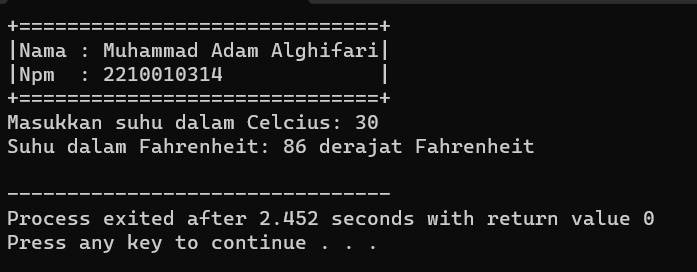 +==============================+
|Nama : Muhammad Adam Alghifari|
|Npm  : 2210010314             |
+==============================+
Masukkan suhu dalam Celcius: 30
Suhu dalam Fahrenheit: 86 derajat Fahrenheit
--------------------------------
Process exited after 2.452 seconds with return value 0
Press any key to continue . . .